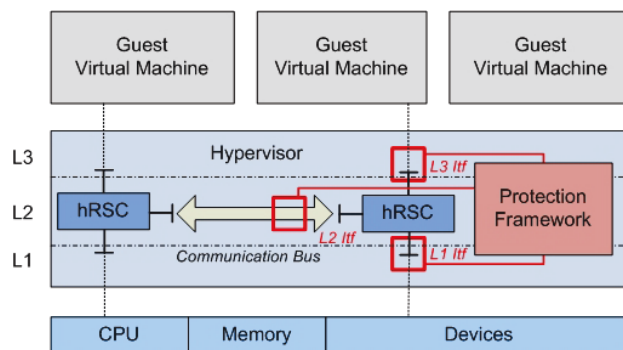 Guest
Virtual Machine
Guest
Virtual Machine
Guest
Virtual Machine
L3
Hypervisor
L3 Itf
L2
hRSC
hRSC
Protection
Framework
L2 Itf
L1
Communication Bus
L1 Itf
CPU
Memory
Devices